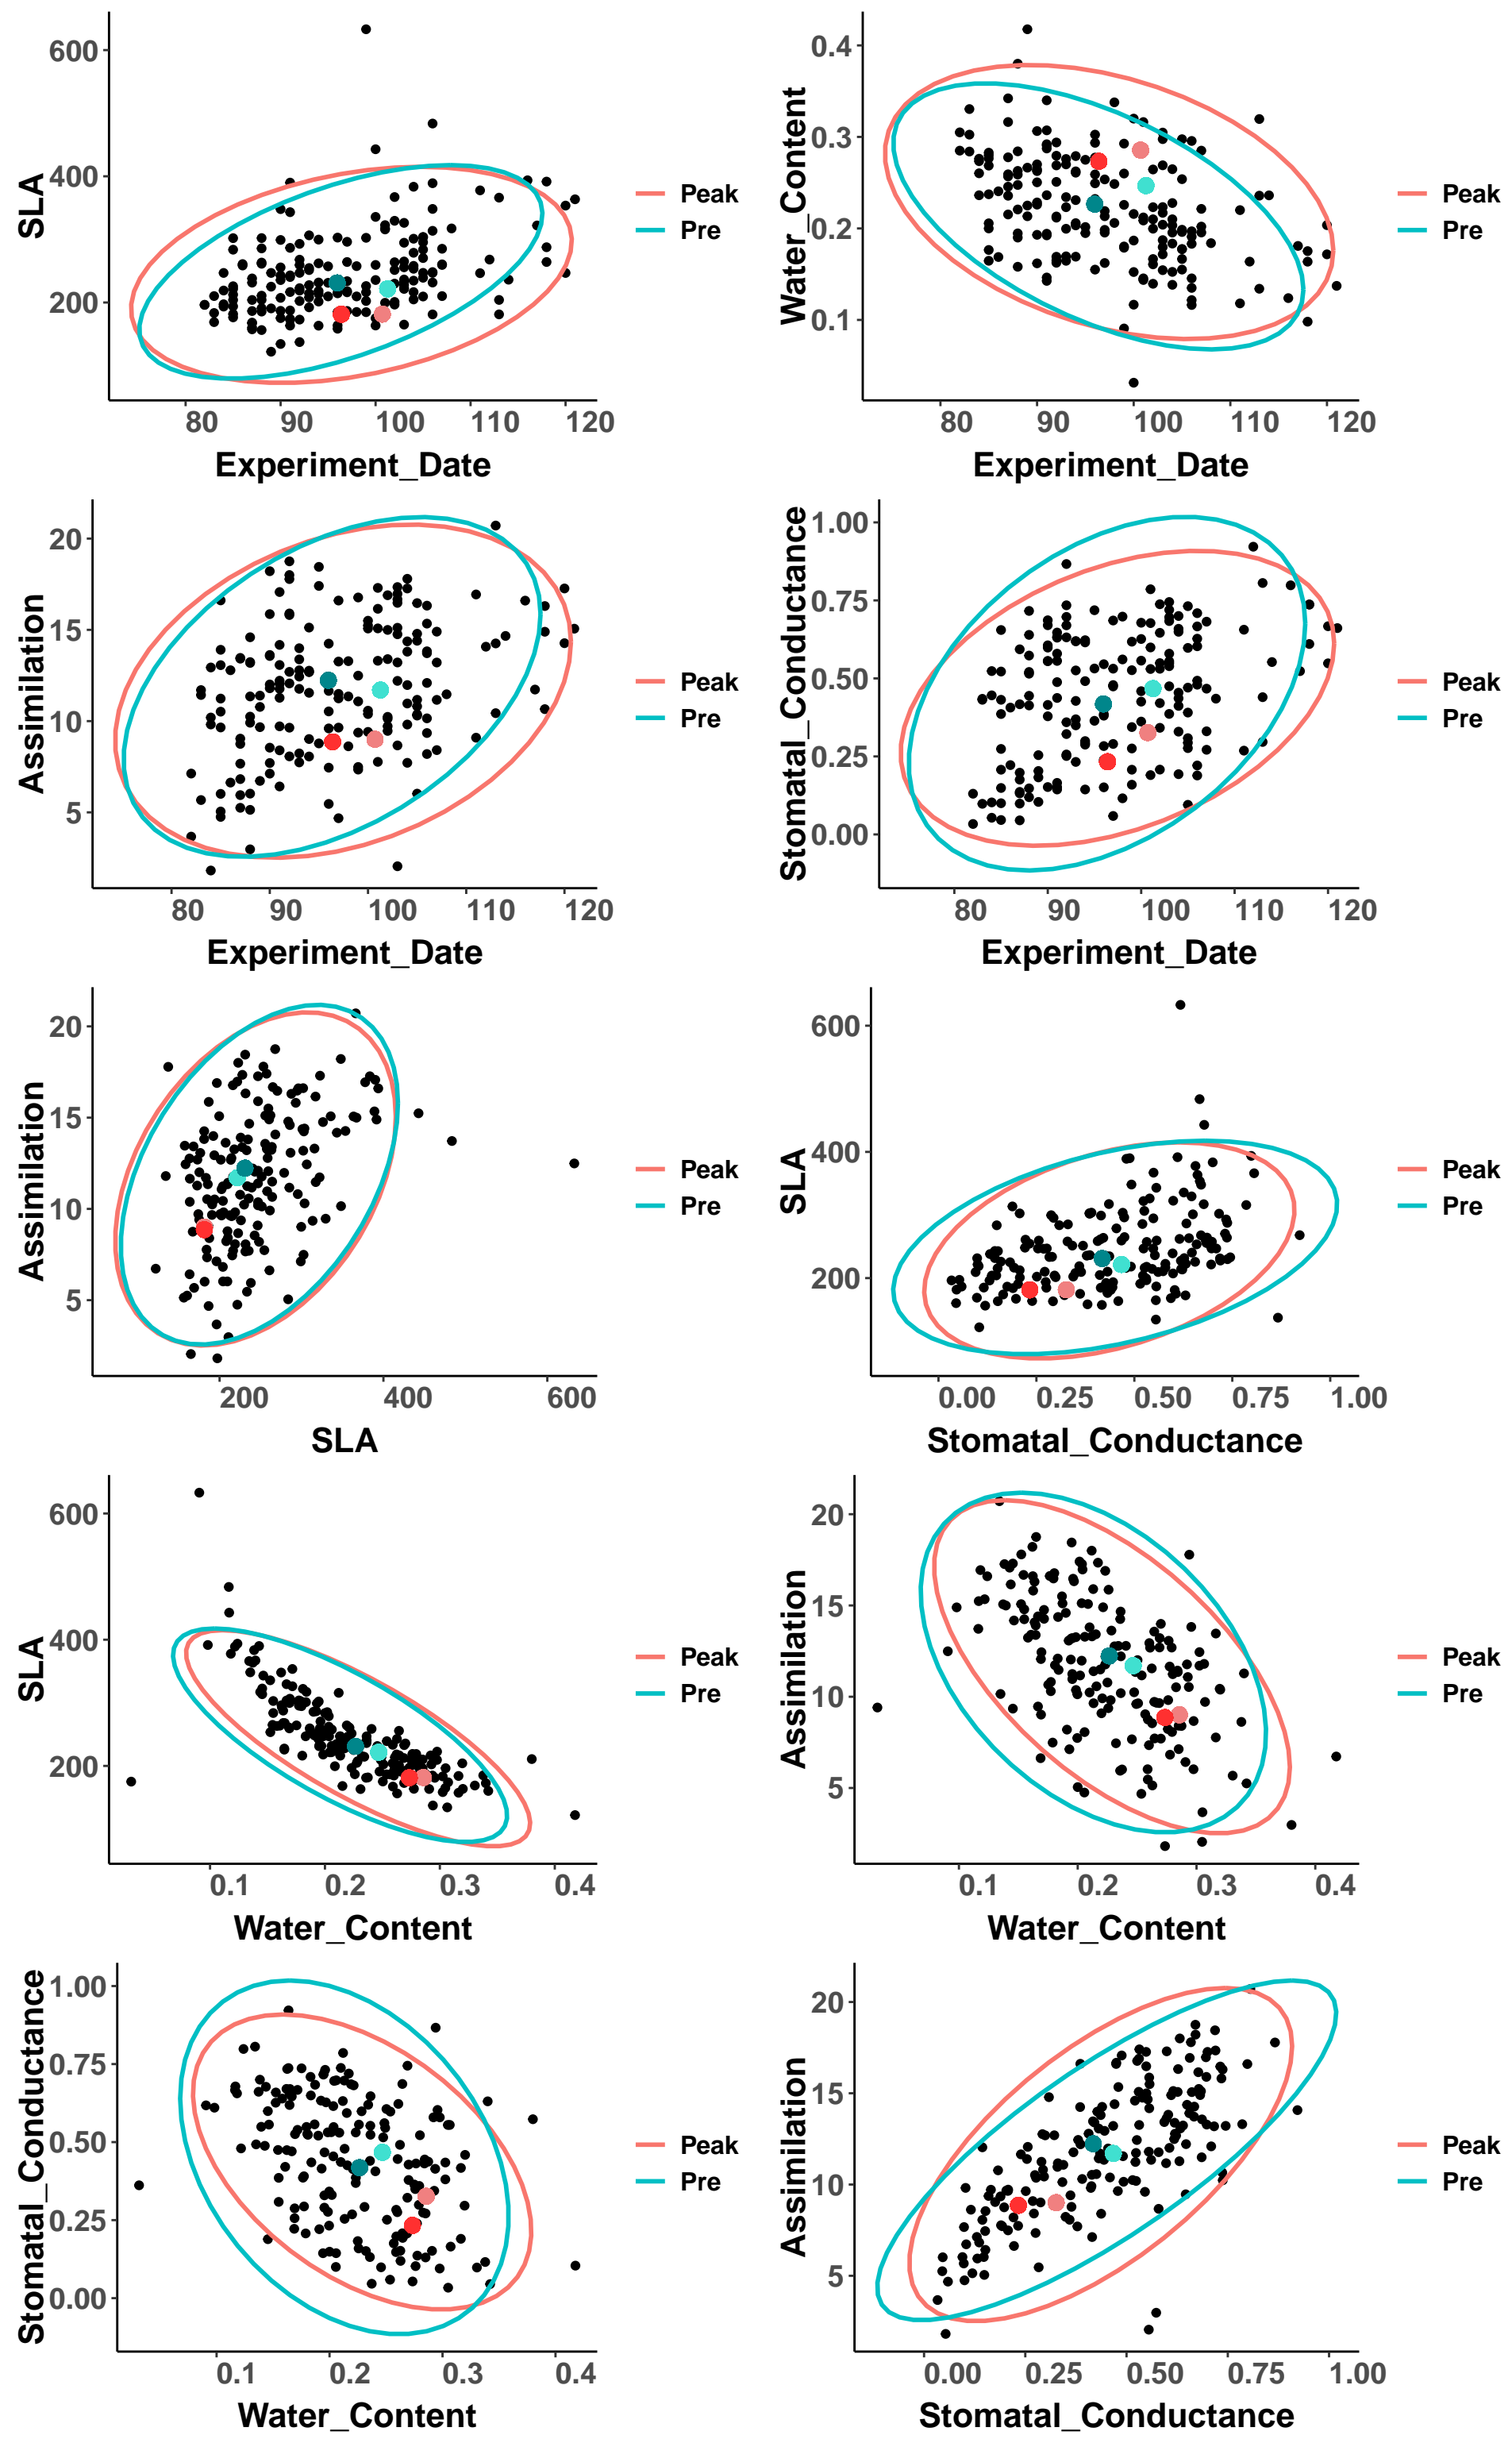 SLA
600
400
200
80 90 100 110 120
Experiment_Date
Peak
Pre
Water_Content
0.4
0.3
0.2
0.1
80 90 100 110 120
Experiment_Date
Peak
Pre
Assimilation
20
15
10
5
80 90 100 110 120
Experiment_Date
Peak
Pre
Stomatal_Conductance
1.00
0.75
0.50
0.25
0.00
80 90 100 110 120
Experiment_Date
Peak
Pre
Assimilation
20
15
10
5
200 400 600
SLA
Peak
Pre
SLA
600
400
200
0.00 0.25 0.50 0.75 1.00
Stomatal_Conductance
Peak
Pre
SLA
600
400
200
0.1 0.2 0.3 0.4
Water_Content
Peak
Pre
Assimilation
20
15
10
5
0.1 0.2 0.3 0.4
Water_Content
Peak
Pre
Stomatal_Conductance
1.00
0.75
0.50
0.25
0.00
0.1 0.2 0.3 0.4
Water_Content
Peak
Pre
Assimilation
20
15
10
5
0.00 0.25 0.50 0.75 1.00
Stomatal_Conductance
Peak
Pre